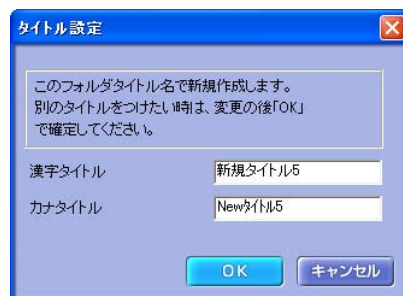 タイトル設定
このフォルダタイトル名で新規作成します。
別のタイトルをつけたい時は、変更の後「OK」
で確定してください。
漢字タイトル 新規タイトル5
カナタイトル Newﾀｲﾄﾙ5
OK キャンセル